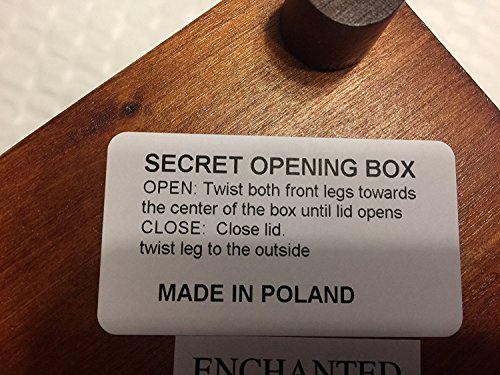 SECRET OPENING BOX
OPEN: Twist both front legs towards
the center of the box until lid opens
CLOSE: Close lid.
twist leg to the outside
MADE IN POLAND
ENCHANTED